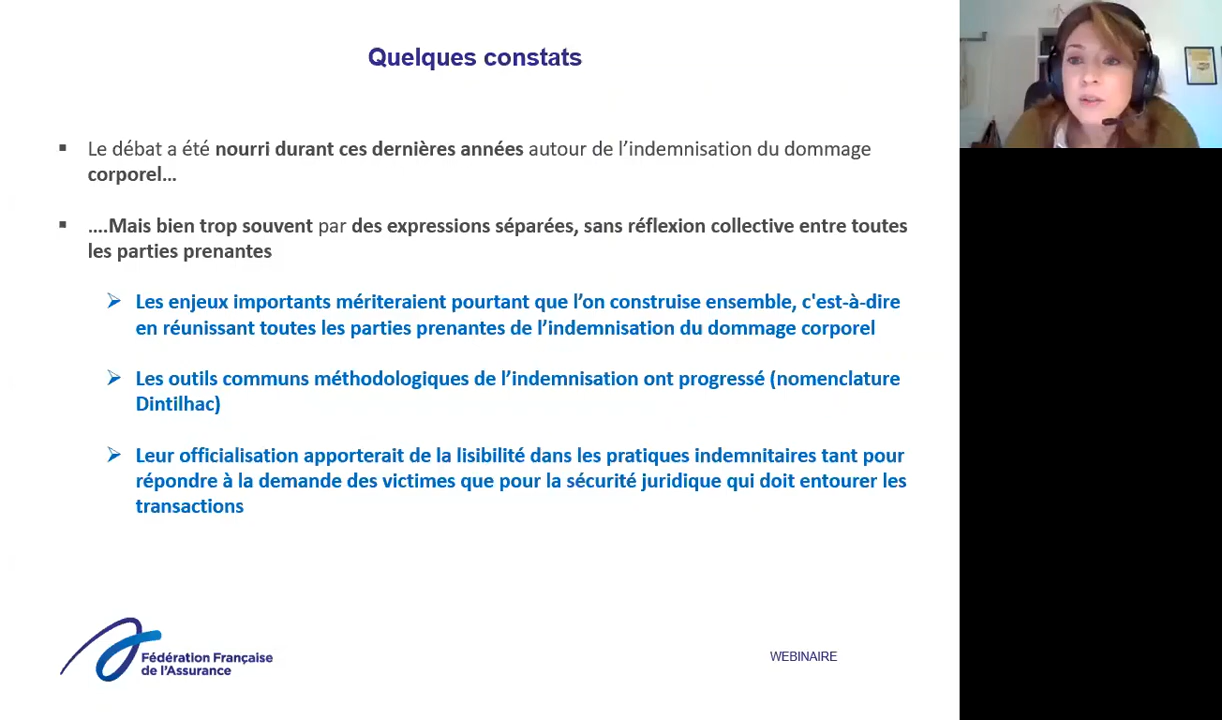 Quelques constats
Le débat a été nourri durant ces dernières années autour de l’indemnisation du dommage
corporel…
….Mais bien trop souvent par des expressions séparées, sans réflexion collective entre toutes
les parties prenantes
Les enjeux importants mériteraient pourtant que l’on construise ensemble, c'est-à-dire
en réunissant toutes les parties prenantes de l’indemnisation du dommage corporel
Les outils communs méthodologiques de l’indemnisation ont progressé (nomenclature
Dintilhac)
Leur officialisation apporterait de la lisibilité dans les pratiques indemnitaires tant pour
répondre à la demande des victimes que pour la sécurité juridique qui doit entourer les
transactions
Fédération Française
de l'Assurance
WEBINAIRE